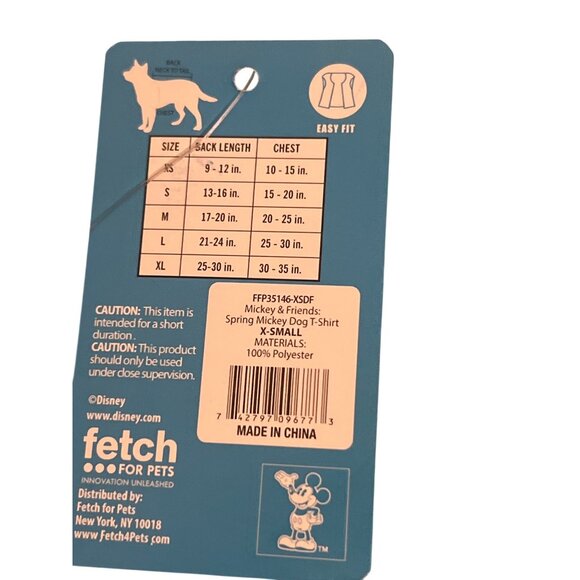 BACK
NECK TO TAIL
CHEST
EASY FIT
SIZE BACK LENGTH CHEST
XS 9 - 12 in. 10 - 15 in.
S 13-16 in. 15 - 20 in.
M 17-20 in. 20 - 25 in.
L 21-24 in. 25 - 30 in.
XL 25-30 in. 30 - 35 in.
FFP35146-XSDF
Mickey & Friends:
Spring Mickey Dog T-Shirt
X-SMALL
MATERIALS:
100% Polyester
7 42797 09677 3
MADE IN CHINA
CAUTION: This item is
intended for a short
duration .
CAUTION: This product
should only be used
under close supervision.
©Disney
www.disney.com
fetch
FOR PETS
INNOVATION UNLEASHED
Distributed by:
Fetch for Pets
New York, NY 10018
www.Fetch4Pets.com
TM